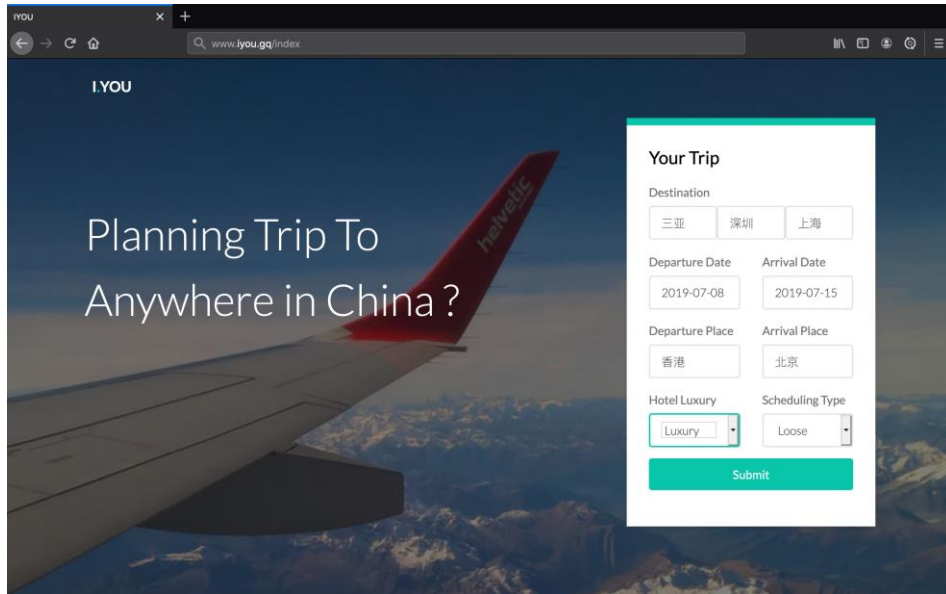 IYOU
www.iyou.gq/index
I.YOU
helvetic
Planning Trip To
Anywhere in China ?
Your Trip
Destination
三亚 深圳 上海
Departure Date Arrival Date
2019-07-08 2019-07-15
Departure Place Arrival Place
香港 北京
Hotel Luxury Scheduling Type
Luxury Loose
Submit